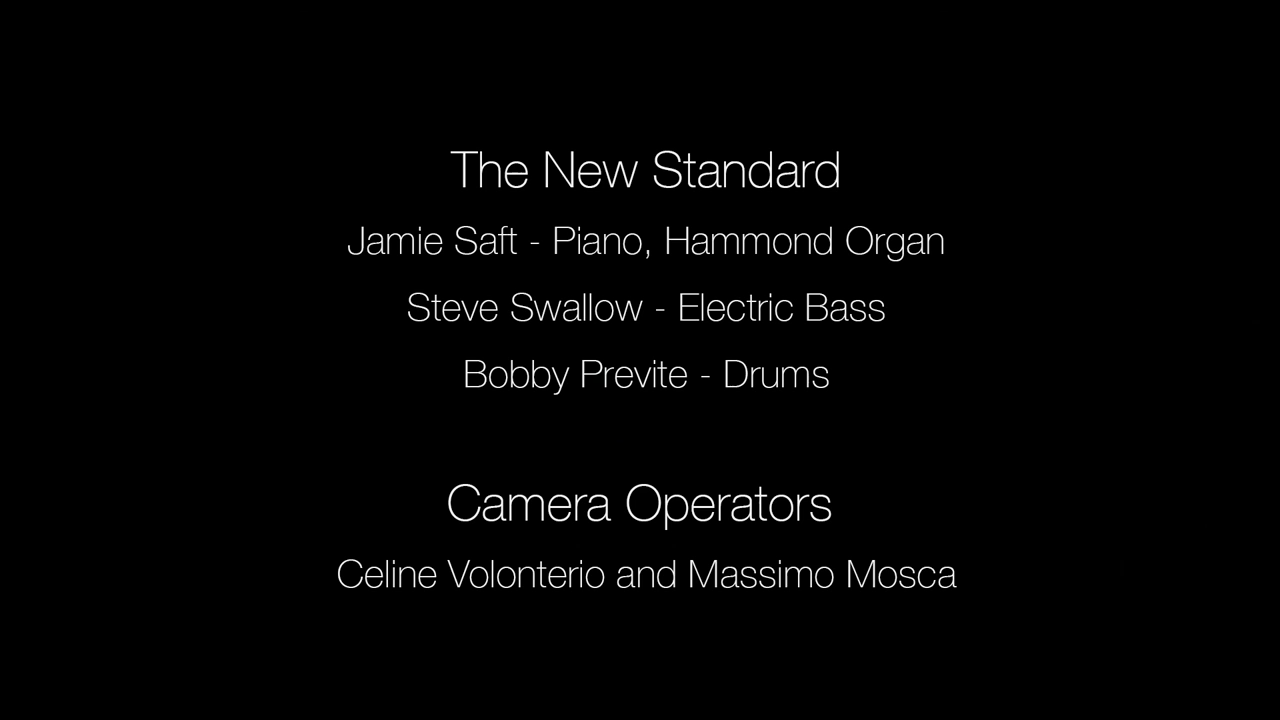 The New Standard
Jamie Saft - Piano, Hammond Organ
Steve Swallow - Electric Bass
Bobby Previte - Drums
Camera Operators
Celine Volonterio and Massimo Mosca